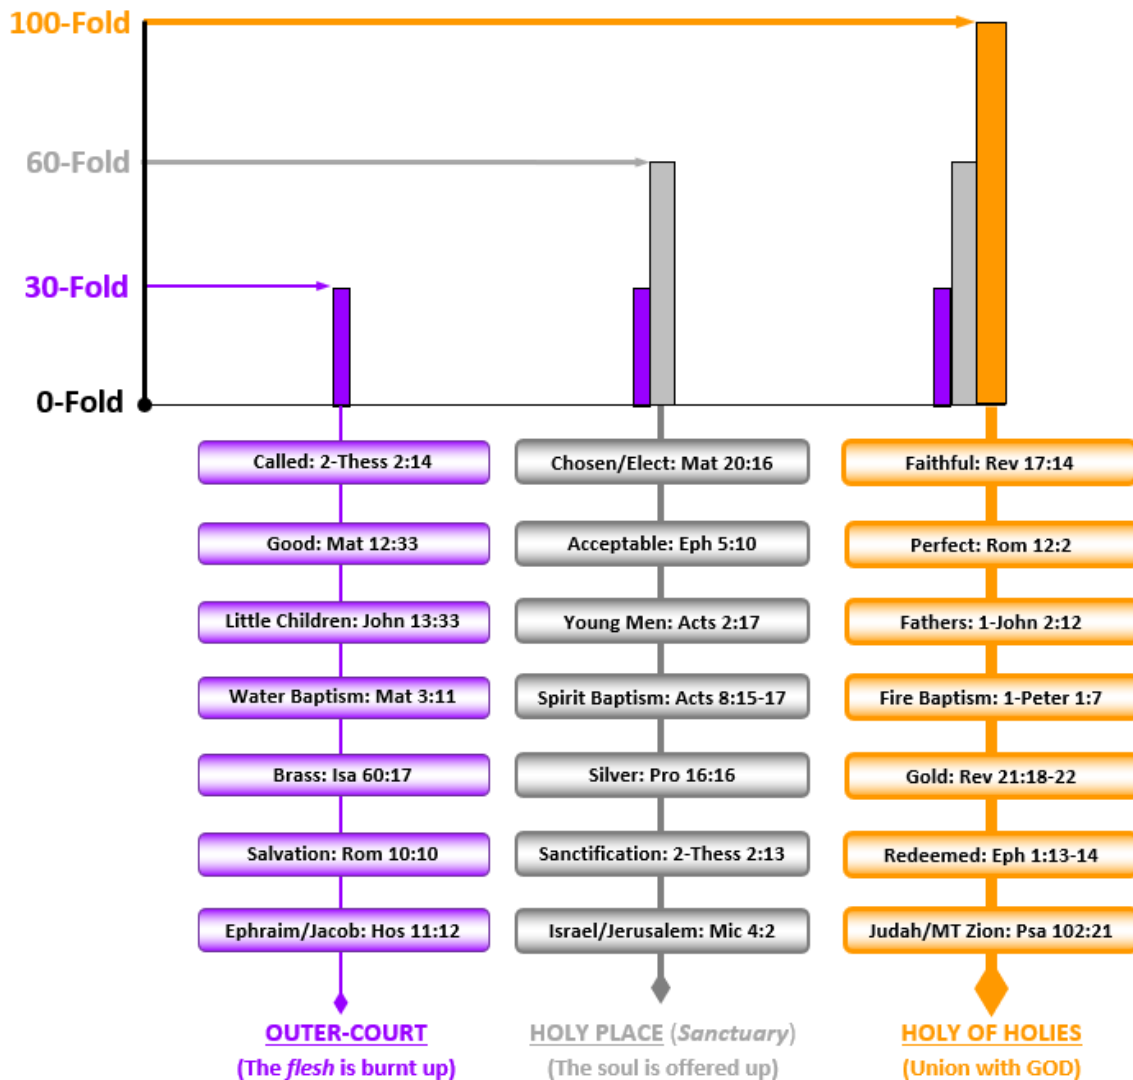 100-Fold
60-Fold
30-Fold
0-Fold
Called: 2-Thess 2:14
Good: Mat 12:33
Little Children: John 13:33
Water Baptism: Mat 3:11
Brass: Isa 60:17
Salvation: Rom 10:10
Ephraim/Jacob: Hos 11:12
OUTER-COURT
(The flesh is burnt up)
Chosen/Elect: Mat 20:16
Acceptable: Eph 5:10
Young Men: Acts 2:17
Spirit Baptism: Acts 8:15-17
Silver: Pro 16:16
Sanctification: 2-Thess 2:13
Israel/Jerusalem: Mic 4:2
HOLY PLACE (Sanctuary)
(The soul is offered up)
Faithful: Rev 17:14
Perfect: Rom 12:2
Fathers: 1-John 2:12
Fire Baptism: 1-Peter 1:7
Gold: Rev 21:18-22
Redeemed: Eph 1:13-14
Judah/MT Zion: Psa 102:21
HOLY OF HOLIES
(Union with GOD)